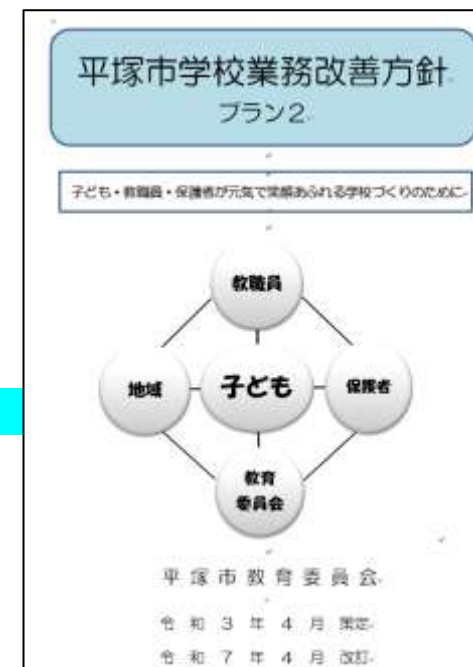 平塚市学校業務改善方針
プラン2
子ども・教職員・保護者が元気で笑顔あふれる学校づくりのために
教職員
地域
子ども
保護者
教育
委員会
平塚市教育委員会
令和3年4月策定
令和7年4月改訂